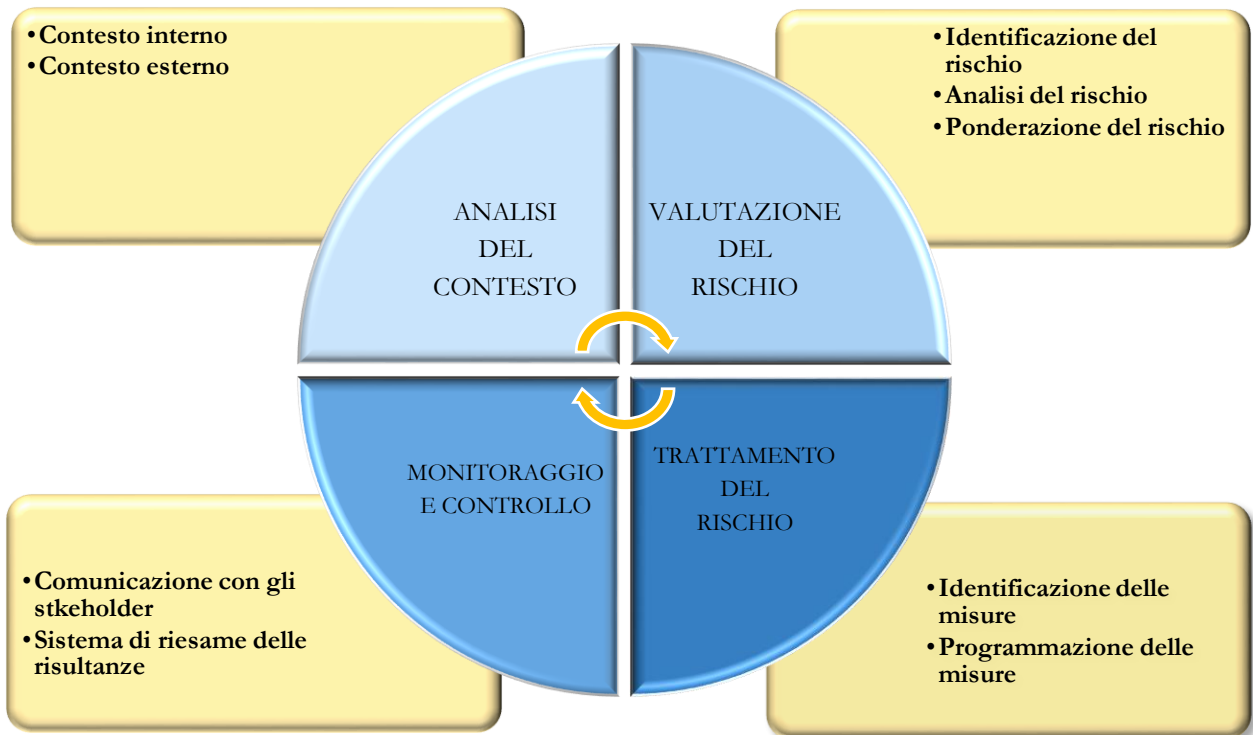 •Contesto interno
•Contesto esterno
•Identificazione del
rischio
•Analisi del rischio
•Ponderazione del rischio
ANALISI
DEL
CONTESTO
VALUTAZIONE
DEL
RISCHIO
MONITORAGGIO
E CONTROLLO
TRATTAMENTO
DEL
RISCHIO
•Comunicazione con gli
stkeholder
•Sistema di riesame delle
risultanze
•Identificazione delle
misure
•Programmazione delle
misure